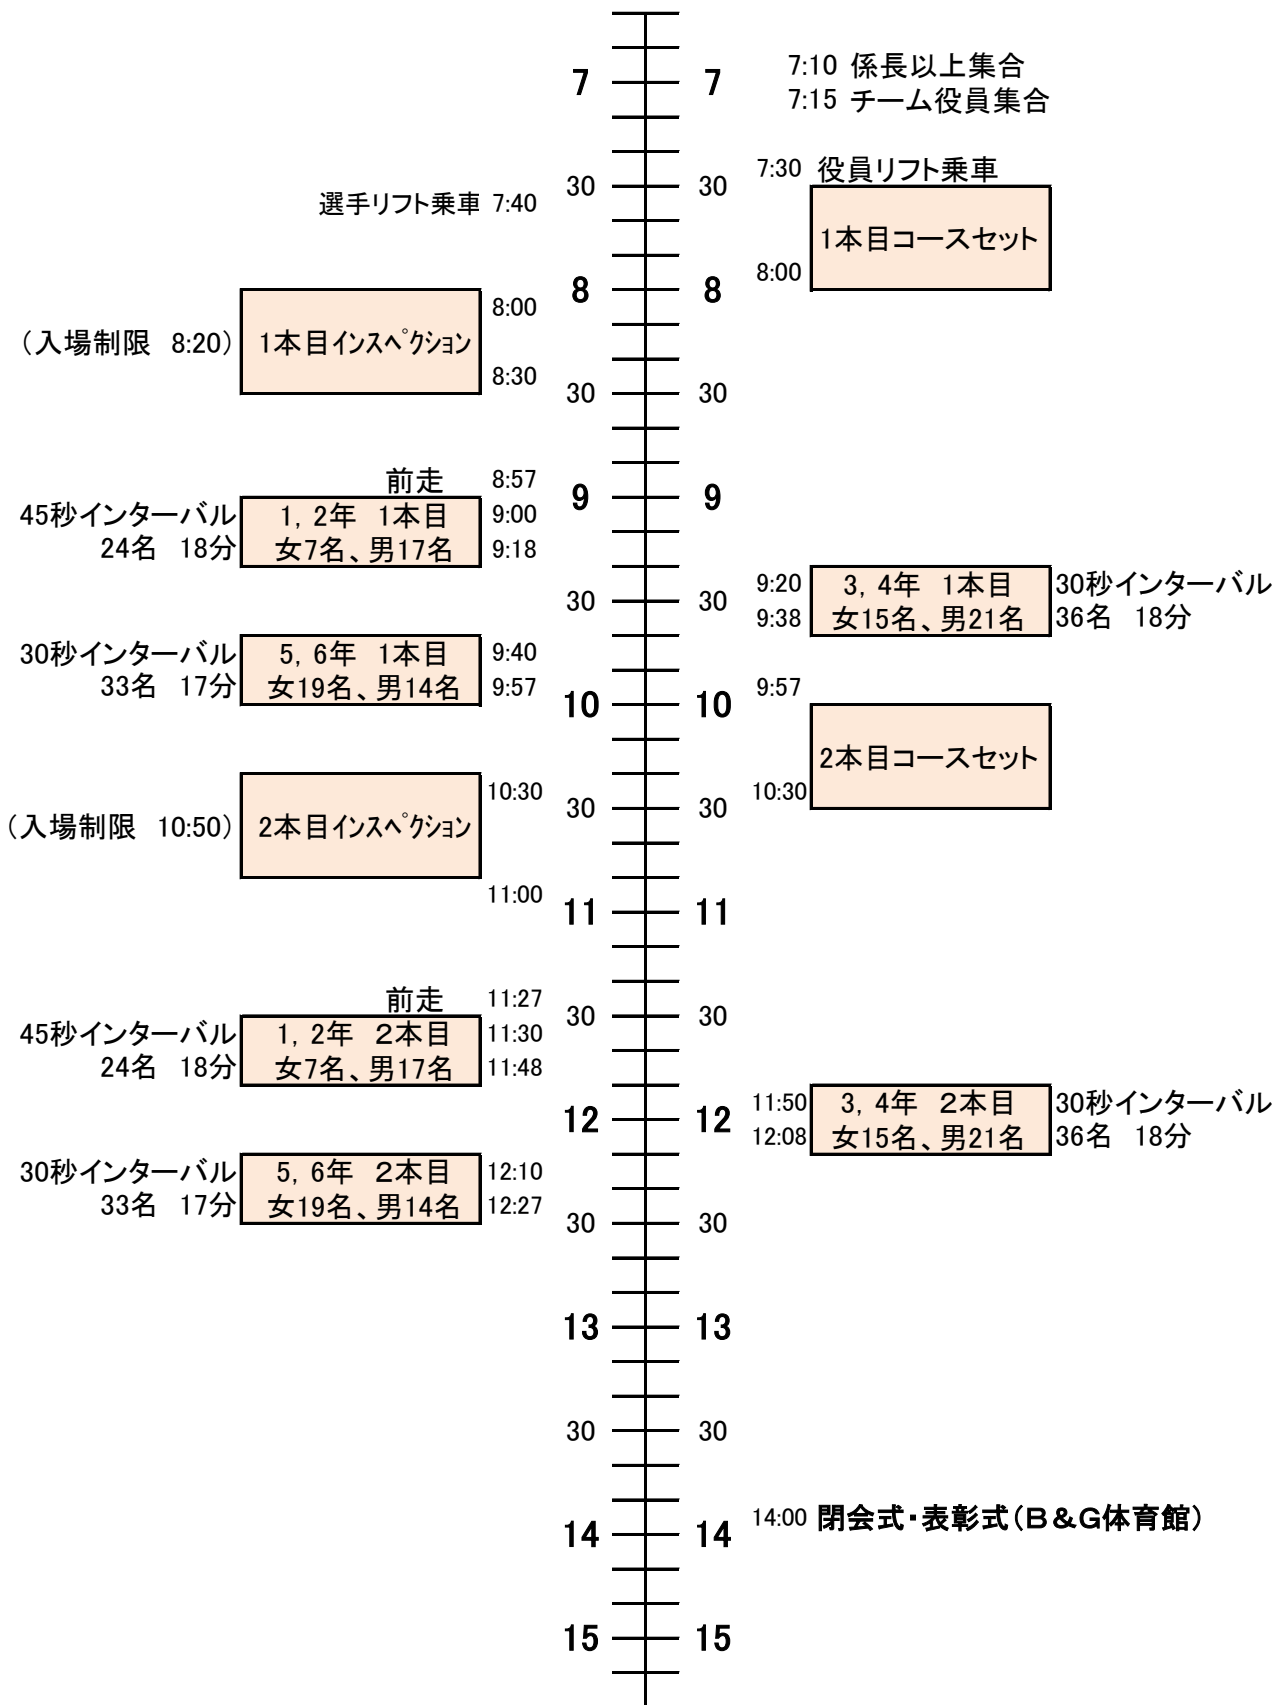 7:10 係長以上集合
7 7
7:15 チーム役員集合
7:30 役員リフト乗車
30 30
選手リフト乗車 7:40
1本目コースセット
8:00
8 8
8:00
(入場制限 8:20) 1本目インスペクション
8:30
30 30
前走 8:57
9 9
45秒インターバル 1, 2年 1本目 9:00
24名 18分 女7名、男17名 9:18
9:20 3, 4年 1本目 30秒インターバル
30 30
9:38 女15名、男21名 36名 18分
30秒インターバル 5, 6年 1本目 9:40
33名 17分 女19名、男14名 9:57
9:57
10 10
2本目コースセット
10:30
10:30
30 30
(入場制限 10:50) 2本目インスペクション
11:00
11 11
前走 11:27
30 30
45秒インターバル 1, 2年 2本目 11:30
24名 18分 女7名、男17名 11:48
11:50 3, 4年 2本目 30秒インターバル
12 12
12:08 女15名、男21名 36名 18分
30秒インターバル 5, 6年 2本目 12:10
33名 17分 女19名、男14名 12:27
30 30
13 13
30 30
14:00 閉会式・表彰式(B&G体育館)
14 14
15 15